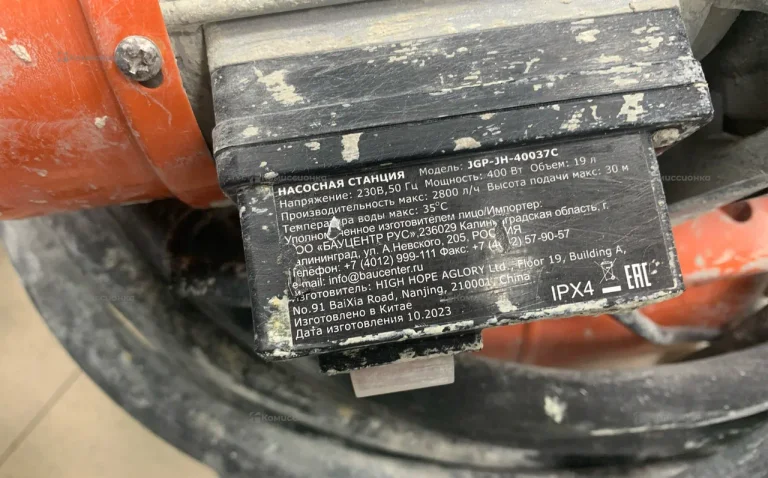 НАСОСНАЯ СТАНЦИЯ Модель: JGP-JH-40037C
Напряжение: 230В,50 Гц Мощность: 400 Вт Объем: 19 л
Производительность макс: 2800 л/ч Высота подачи макс: 30 м
Температура воды макс: 35°С
Уполномоченное изготовителем лицо/Импортер:
ООО «БАУЦЕНТР РУС»,236029 Калининградская область, г.
Калининград, ул. А.Невского, 205, РОССИЯ
Телефон: +7 (4012) 999-111 Факс: +7 (4012) 57-90-57
e-mail: info@baucenter.ru
Изготовитель: HIGH HOPE AGLORY Ltd., Floor 19, Building A,
No.91 BaiXia Road, Nanjing, 210001, China
Изготовлено в Китае
Дата изготовления 10.2023
IPX4 EAC
Комиссионка
Комиссионка
Комиссионка